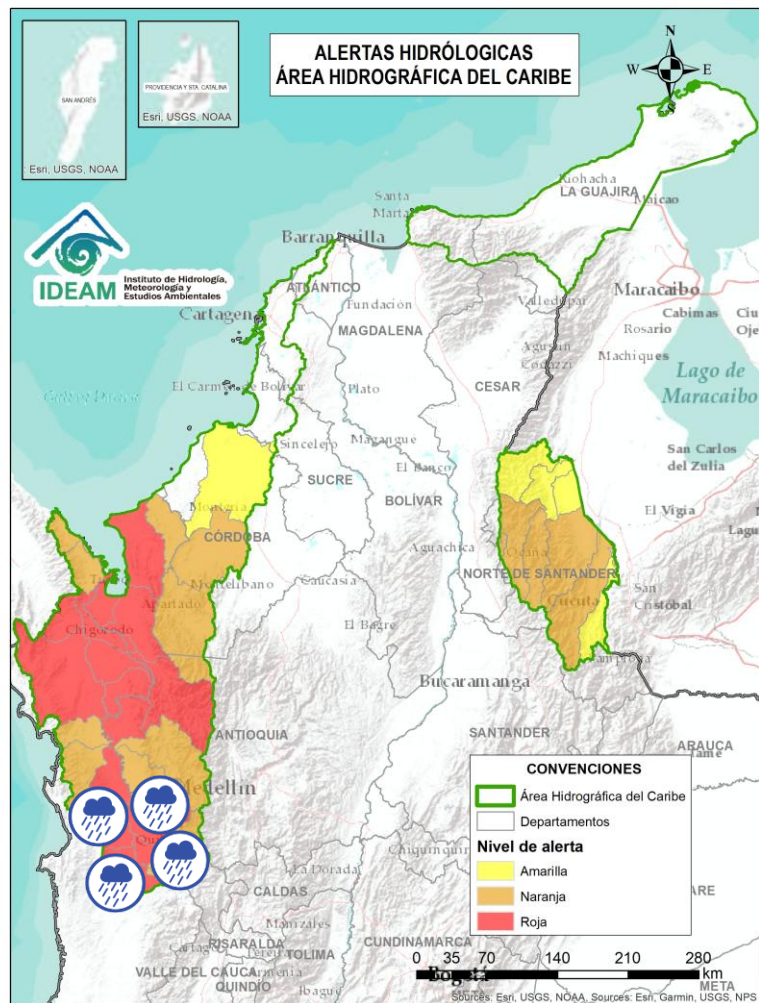 ALERTAS HIDRÓLOGICAS
ÁREA HIDROGRÁFICA DEL CARIBE
N
W
E
S
SAN ANDRÉS
Esri, USGS, NOAA
PROVIDENCIA Y STA. CATALINA
Esri, USGS, NOAA
IDEAM
Instituto de Hidrología,
Meteorología y
Estudios Ambientales
Riohacha
LA GUAJIRA
Maicao
Santa
Marta
Barranquilla
ATLÁNTICO
Fundación
Cartagen
MAGDALENA
Valledupar
Maracaibo
Cabimas
Rosario
Machiques
Agustín
Codazzi
CESAR
El Carmen de Bolívar
Plato
Lago de
Maracaibo
Sincelejo
Magangué
SUCRE
El Banco
BOLÍVAR
San Carlos
del Zulia
El Vigía
Montería
CÓRDOBA
Montelíbano
Aguachica
Ocaña
NORTE DE SANTANDER
Cúcuta
San
Cristóbal
Caucasia
El Bagre
Apartadó
Chigorodó
Bucaramanga
Pamplona
ANTIOQUIA
SANTANDER
ARAUCA
Medellín
La Dorada
CALDAS
Manizales
RISARALDA
TOLIMA
CUNDINAMARCA
VALLE DEL CAUCA
Armenia
QUINDÍO
Ibagué
Bogotá
META
META
CONVENCIONES
Área Hidrográfica del Caribe
Departamentos
Nivel de alerta
Amarilla
Naranja
Roja
0 35 70 140 210 280
km
Sources: Esri, USGS, NOAA, Sources: Esri, Garmin, USGS, NPS